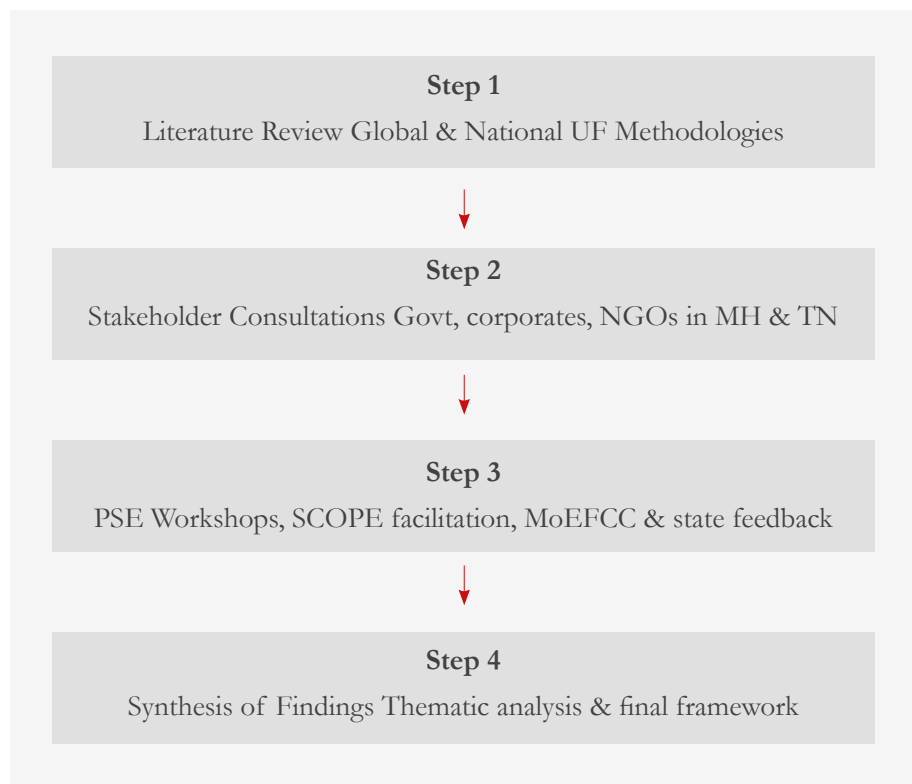 Step 1
Literature Review Global & National UF Methodologies
Step 2
Stakeholder Consultations Govt, corporates, NGOs in MH & TN
Step 3
PSE Workshops, SCOPE facilitation, MoEFCC & state feedback
Step 4
Synthesis of Findings Thematic analysis & final framework